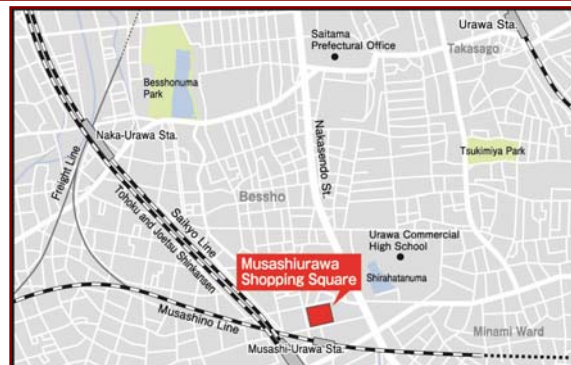 Urawa Sta.
Saitama
Prefectural Office
Takasago
Besshonuma
Park
Naka-Urawa Sta.
Nakasendo St.
Tsukimiya Park
Freight Line
Saikyo Line
Tohoku and Joetsu Shinkansen
Bessho
Urawa Commercial
High School
Musashiurawa
Shopping Square
Shirahatanuma
Musashino Line
Minami Ward
Musashi-Urawa Sta.